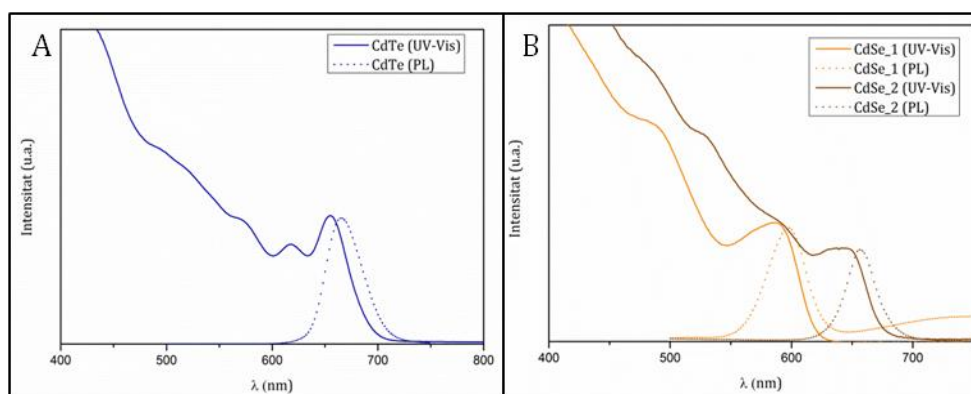 A
CdTe (UV-Vis)
CdTe (PL)
Intensitat (u.a.)
400 500 600 700 800
λ (nm)
B
CdSe_1 (UV-Vis)
CdSe_1 (PL)
CdSe_2 (UV-Vis)
CdSe_2 (PL)
Intensitat (u.a.)
400 500 600 700
λ (nm)